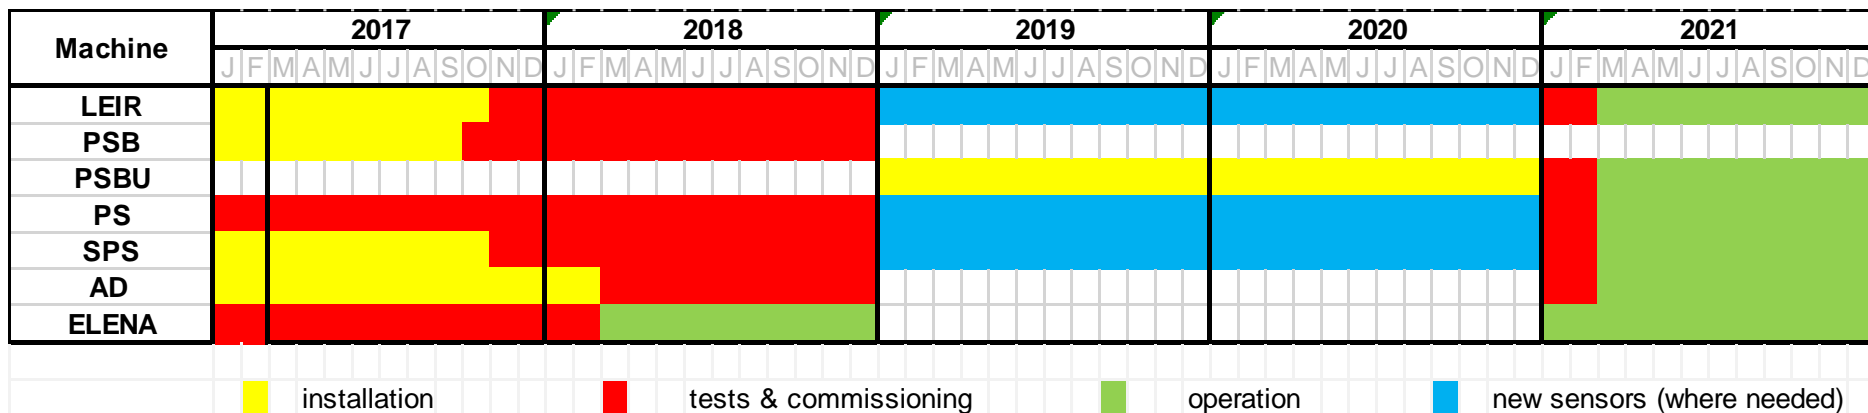 Machine 2017 2018 2019 2020 2021
J F M A M J J A S O N D J F M A M J J A S O N D J F M A M J J A S O N D J F M A M J J A S O N D J F M A M J J A S O N D
LEIR
PSB
PSBU
PS
SPS
AD
ELENA
installation tests & commissioning operation new sensors (where needed)